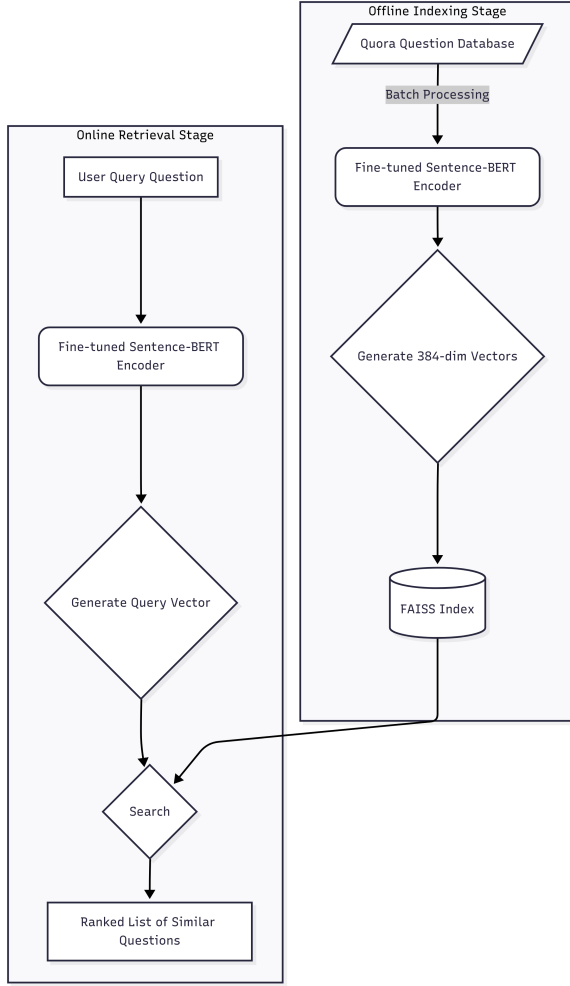 Offline Indexing Stage
Quora Question Database
Batch Processing
Fine-tuned Sentence-BERT
Encoder
Generate 384-dim Vectors
FAISS Index
Online Retrieval Stage
User Query Question
Fine-tuned Sentence-BERT
Encoder
Generate Query Vector
Search
Ranked List of Similar
Questions